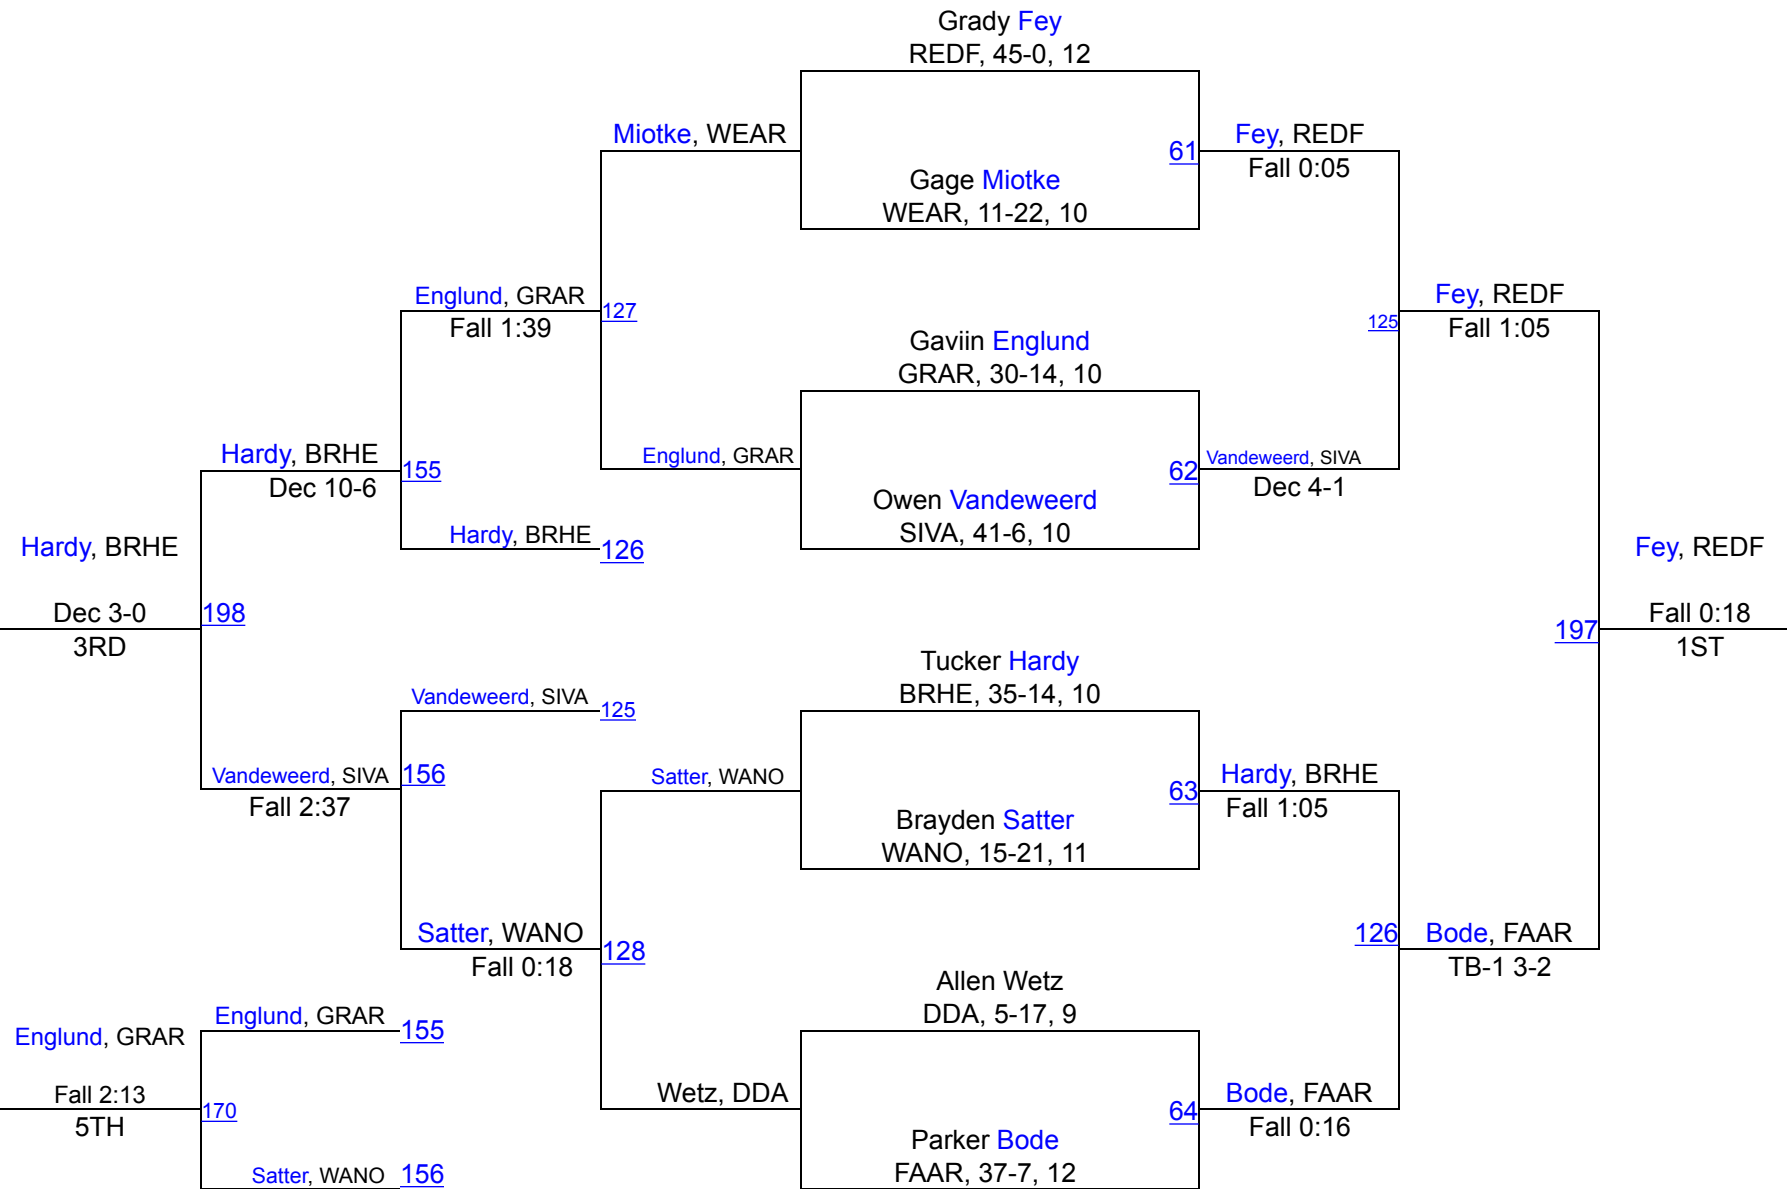 Grady Fey
REDF, 45-0, 12
Miotke, WEAR
61
Fey, REDF
Fall 0:05
Gage Miotke
WEAR, 11-22, 10
Englund, GRAR
Fall 1:39
127
Fey, REDF
Fall 1:05
125
Gaviin Englund
GRAR, 30-14, 10
Hardy, BRHE
Dec 10-6
155
Englund, GRAR
62
Vandeweerd, SIVA
Dec 4-1
Owen Vandeweerd
SIVA, 41-6, 10
Hardy, BRHE
126
Hardy, BRHE
Dec 3-0
3RD
198
Fey, REDF
Fall 0:18
1ST
197
Tucker Hardy
BRHE, 35-14, 10
Vandeweerd, SIVA
125
Vandeweerd, SIVA
Fall 2:37
156
Satter, WANO
63
Hardy, BRHE
Fall 1:05
Brayden Satter
WANO, 15-21, 11
Satter, WANO
Fall 0:18
128
126
Bode, FAAR
TB-1 3-2
Allen Wetz
DDA, 5-17, 9
Englund, GRAR
Englund, GRAR
155
Fall 2:13
5TH
170
Wetz, DDA
64
Bode, FAAR
Fall 0:16
Parker Bode
FAAR, 37-7, 12
Satter, WANO
156